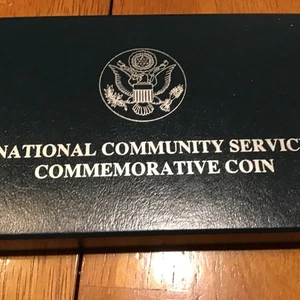 NATIONAL COMMUNITY SERVIC
COMMEMORATIVE COIN